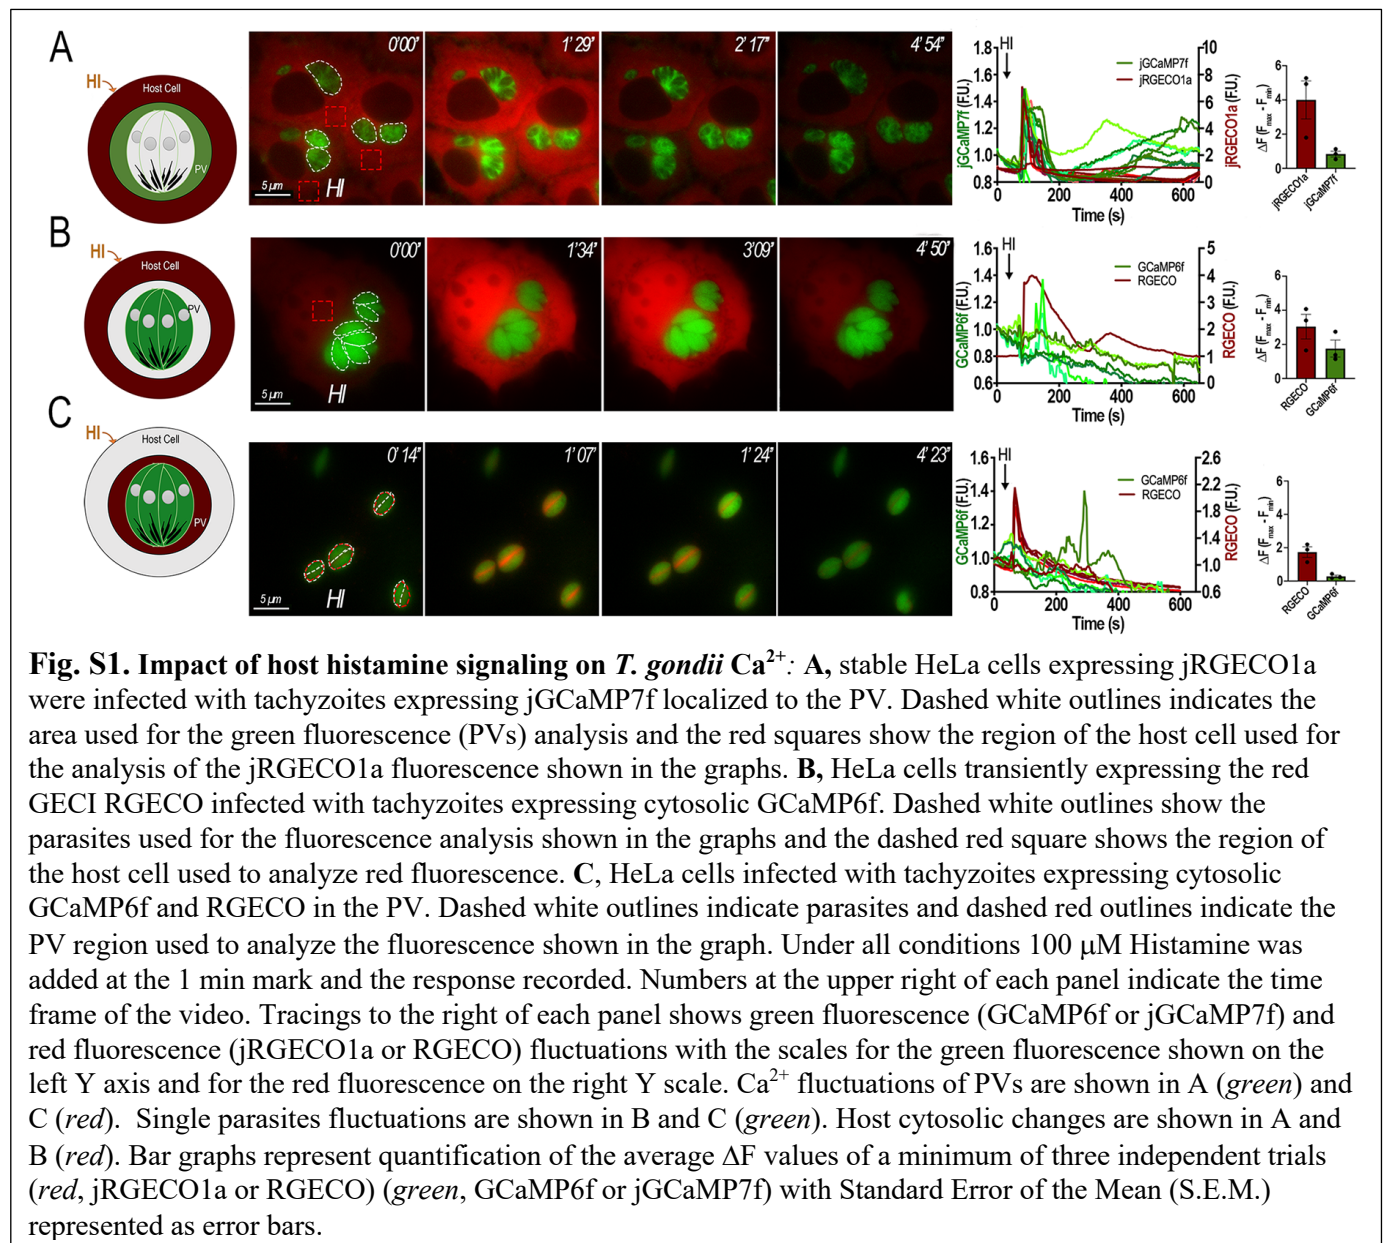 A
HI
Host Cell
PV
0'00"
1' 29"
2' 17"
4' 54"
5 µm
HI
HI
1.8
1.6
1.4
1.2
1.0
0.8
jGCaMP7f (F.U.)
jGCaMP7f
jRGECO1a
10
8
6
4
2
0
jRGECO1a (F.U.)
0 200 400 600
Time (s)
ΔF (Fmax - Fmin)
6
4
2
0
jRGECO1a
jGCaMP7f
B
HI
Host Cell
PV
0'00"
1'34"
3'09"
4' 50"
5 µm
HI
HI
1.6
1.4
1.2
1.0
0.8
0.6
GCaMP6f (F.U.)
GCaMP6f
RGECO
5
4
3
2
1
0
RGECO (F.U.)
0 200 400 600
Time (s)
ΔF (Fmax - Fmin)
6
4
2
0
RGECO
GCaMP6f
C
HI
Host Cell
PV
0' 14"
1' 07"
1' 24"
4' 23"
5 µm
HI
HI
1.6
1.4
1.2
1.0
0.8
GCaMP6f (F.U.)
GCaMP6f
RGECO
2.6
2.2
1.8
1.4
1.0
0.6
RGECO (F.U.)
0 200 400 600
Time (s)
ΔF (Fmax - Fmin)
6
4
2
0
RGECO
GCaMP6f
Fig. S1. Impact of host histamine signaling on T. gondii Ca²⁺: A, stable HeLa cells expressing jRGECO1a
were infected with tachyzoites expressing jGCaMP7f localized to the PV. Dashed white outlines indicates the
area used for the green fluorescence (PVs) analysis and the red squares show the region of the host cell used for
the analysis of the jRGECO1a fluorescence shown in the graphs. B, HeLa cells transiently expressing the red
GECI RGECO infected with tachyzoites expressing cytosolic GCaMP6f. Dashed white outlines show the
parasites used for the fluorescence analysis shown in the graphs and the dashed red square shows the region of
the host cell used to analyze red fluorescence. C, HeLa cells infected with tachyzoites expressing cytosolic
GCaMP6f and RGECO in the PV. Dashed white outlines indicate parasites and dashed red outlines indicate the
PV region used to analyze the fluorescence shown in the graph. Under all conditions 100 µM Histamine was
added at the 1 min mark and the response recorded. Numbers at the upper right of each panel indicate the time
frame of the video. Tracings to the right of each panel shows green fluorescence (GCaMP6f or jGCaMP7f) and
red fluorescence (jRGECO1a or RGECO) fluctuations with the scales for the green fluorescence shown on the
left Y axis and for the red fluorescence on the right Y scale. Ca²⁺ fluctuations of PVs are shown in A (green) and
C (red). Single parasites fluctuations are shown in B and C (green). Host cytosolic changes are shown in A and
B (red). Bar graphs represent quantification of the average ΔF values of a minimum of three independent trials
(red, jRGECO1a or RGECO) (green, GCaMP6f or jGCaMP7f) with Standard Error of the Mean (S.E.M.)
represented as error bars.